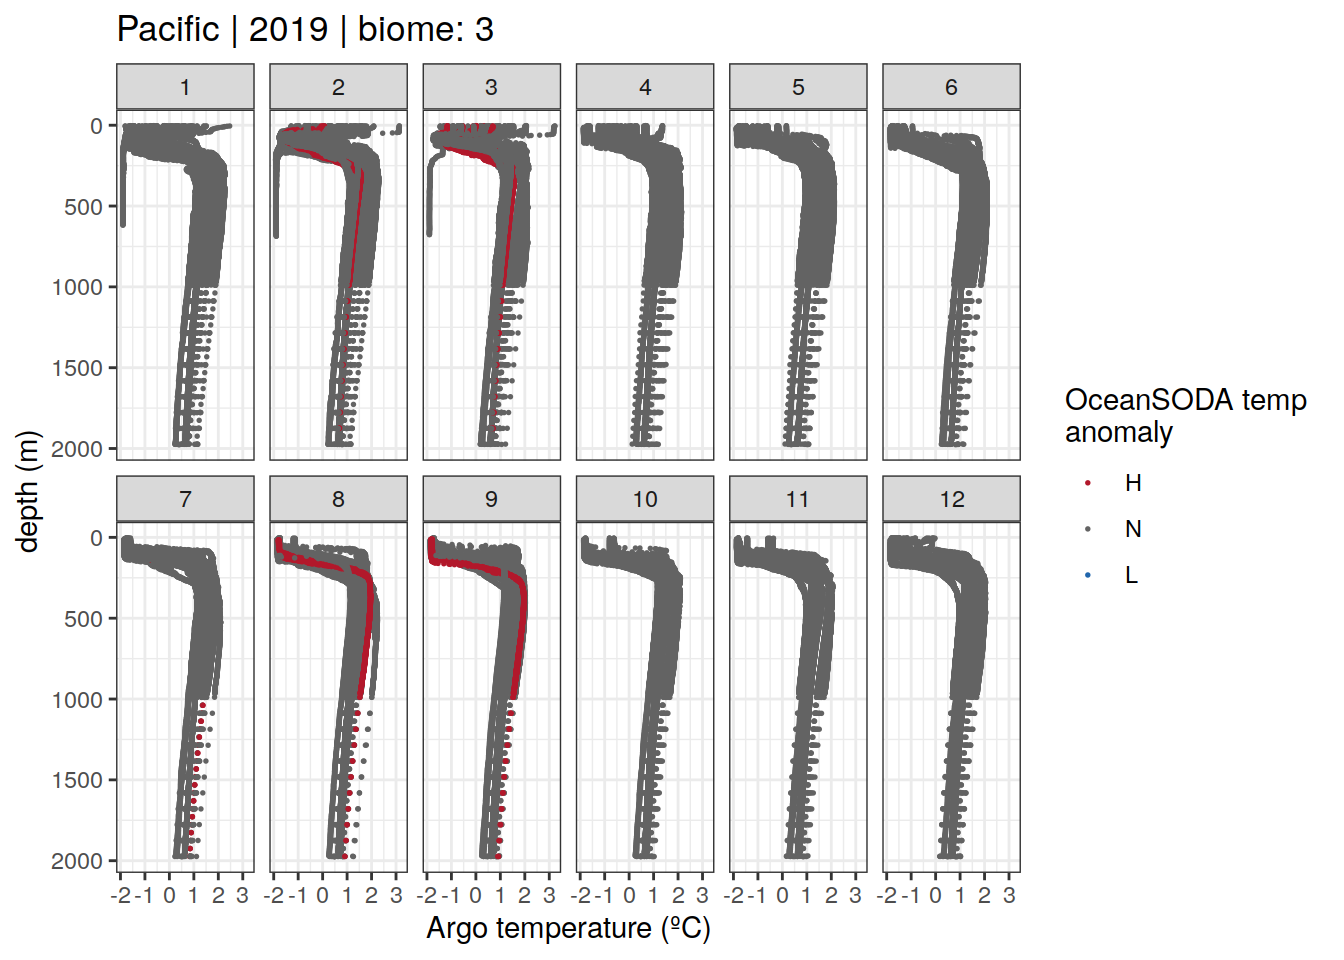 Pacific | 2019 | biome: 3
1 2 3 4 5 6
0
500
1000
1500
2000
7 8 9 10 11 12
0
500
1000
1500
2000
-2 -1 0 1 2 3 -2 -1 0 1 2 3 -2 -1 0 1 2 3 -2 -1 0 1 2 3 -2 -1 0 1 2 3 -2 -1 0 1 2 3
depth (m)
Argo temperature (ºC)
OceanSODA temp
anomaly
H
N
L